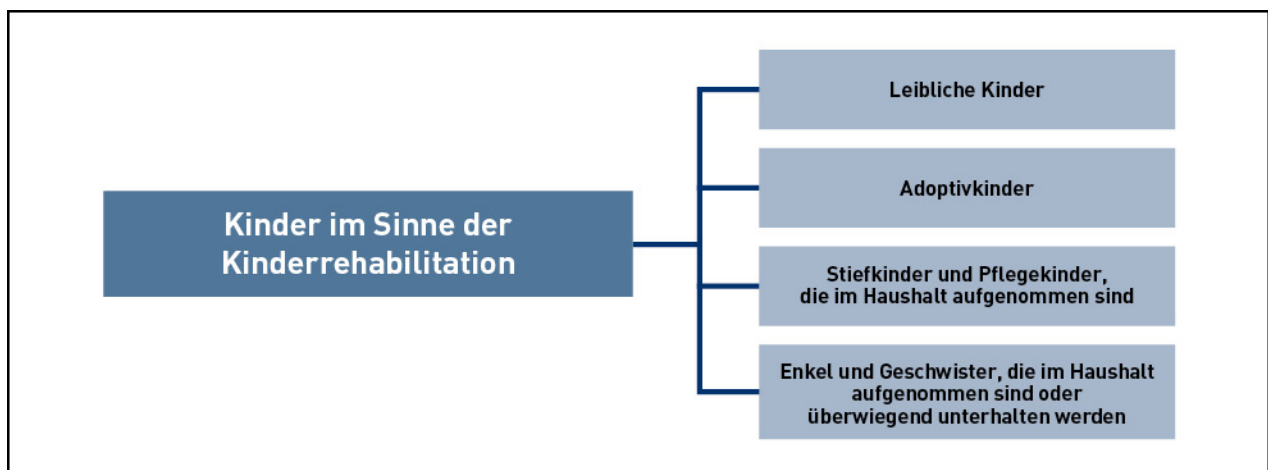 Kinder im Sinne der
Kinderrehabilitation
Leibliche Kinder
Adoptivkinder
Stiefkinder und Pflegekinder,
die im Haushalt aufgenommen sind
Enkel und Geschwister, die im Haushalt
aufgenommen sind oder
überwiegend unterhalten werden